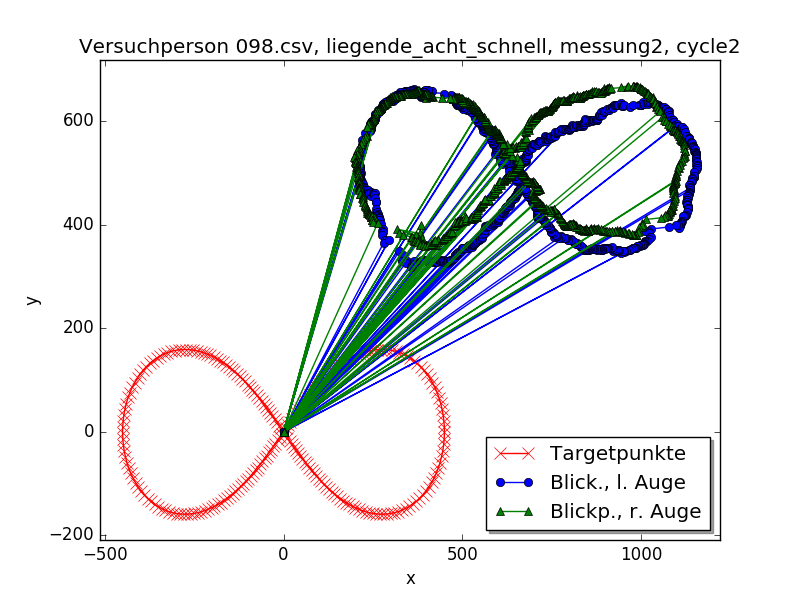 Versuchperson 098.csv, liegende_acht_schnell, messung2, cycle2
y
600
400
200
0
−200
−500
0
500
1000
x
Targetpunkte
Blick., l. Auge
Blickp., r. Auge